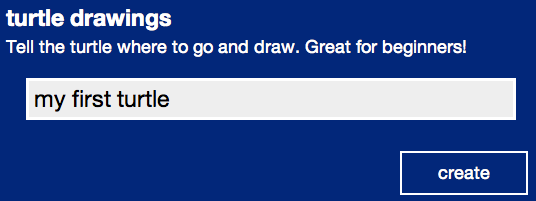 turtle drawings
Tell the turtle where to go and draw. Great for beginners!
my first turtle
create